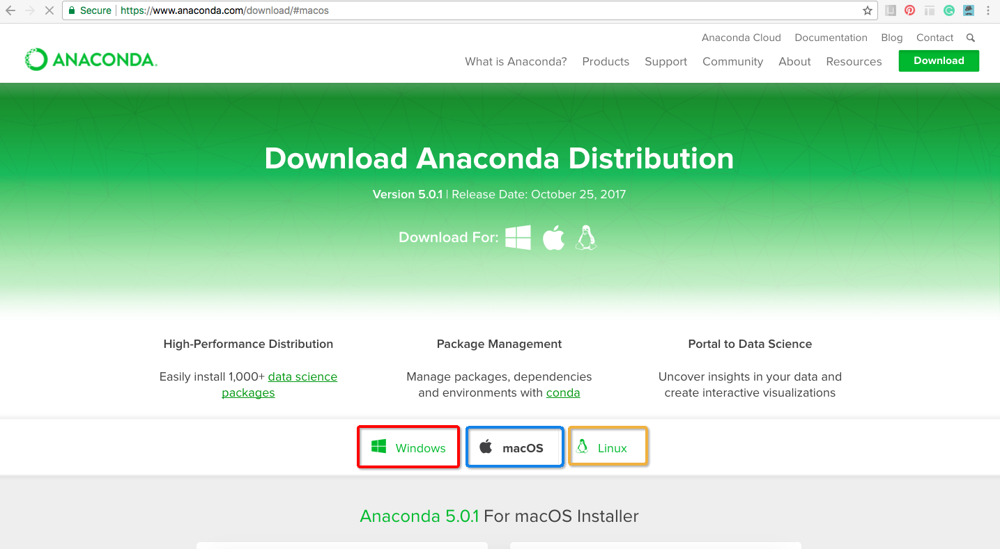 Secure https://www.anaconda.com/download/#macos
Anaconda Cloud Documentation Blog Contact
ANACONDA
What is Anaconda? Products Support Community About Resources Download
Download Anaconda Distribution
Version 5.0.1 | Release Date: October 25, 2017
Download For:
High-Performance Distribution
Easily install 1,000+ data science
packages
Package Management
Manage packages, dependencies
and environments with conda
Portal to Data Science
Uncover insights in your data and
create interactive visualizations
Windows macOS Linux
Anaconda 5.0.1 For macOS Installer